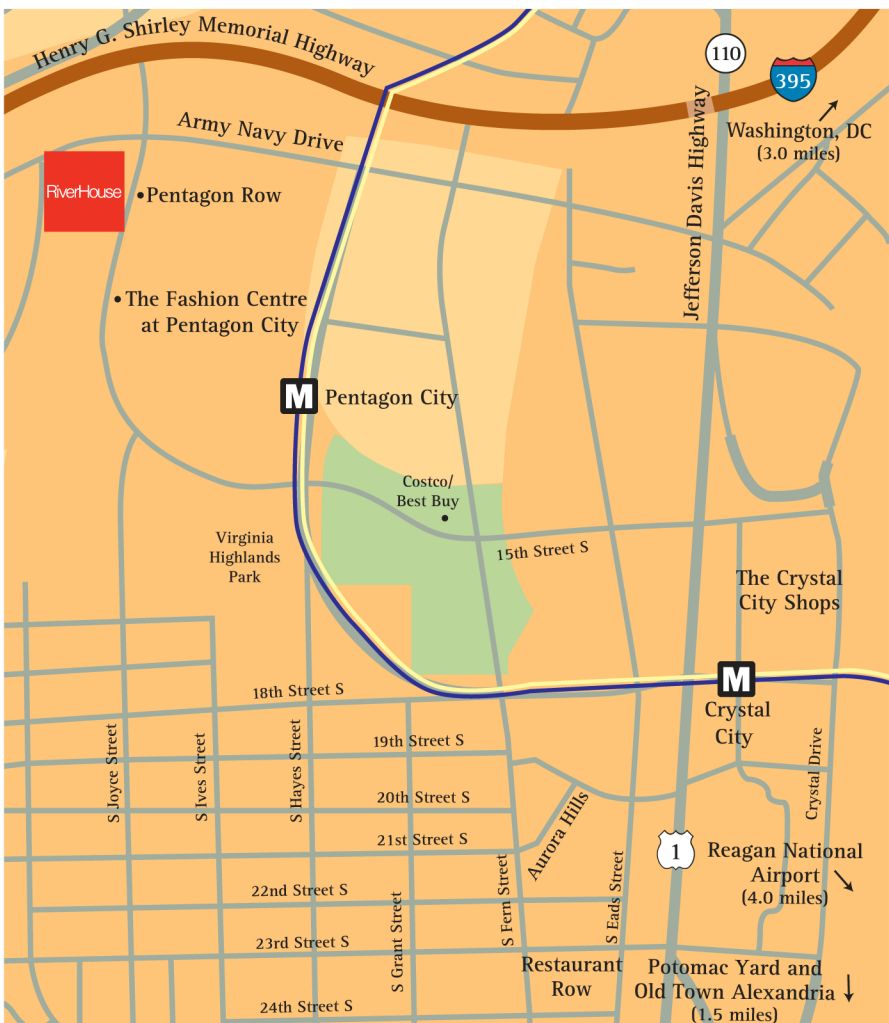 Henry G. Shirley Memorial Highway
110
395
Washington, DC
(3.0 miles)
Army Navy Drive
Jefferson Davis Highway
RiverHouse
Pentagon Row
The Fashion Centre
at Pentagon City
M
Pentagon City
Costco/
Best Buy
Virginia
Highlands
Park
15th Street S
The Crystal
City Shops
M
Crystal
City
18th Street S
19th Street S
20th Street S
21st Street S
22nd Street S
23rd Street S
24th Street S
S Joyce Street
S Ives Street
S Hayes Street
S Grant Street
S Fern Street
Aurora Hills
S Eads Street
Crystal Drive
1
Reagan National
Airport
(4.0 miles)
Restaurant
Row
Potomac Yard and
Old Town Alexandria
(1.5 miles)